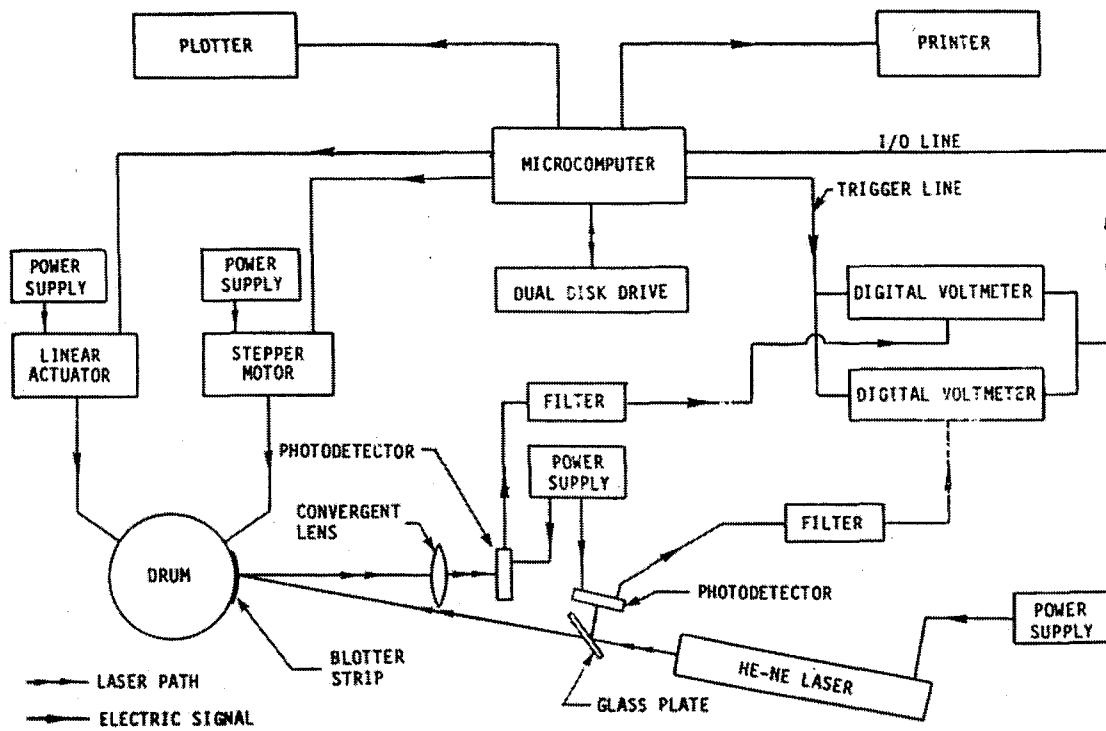 PLOTTER
PRINTER
MICROCOMPUTER
I/O LINE
TRIGGER LINE
POWER
SUPPLY
POWER
SUPPLY
DUAL DISK DRIVE
DIGITAL VOLTMETER
LINEAR
ACTUATOR
STEPPER
MOTOR
FILTER
DIGITAL VOLTMETER
PHOTODETECTOR
POWER
SUPPLY
CONVERGENT
LENS
FILTER
DRUM
PHOTODETECTOR
POWER
SUPPLY
BLOTTER
STRIP
HE-NE LASER
LASER PATH
GLASS PLATE
ELECTRIC SIGNAL